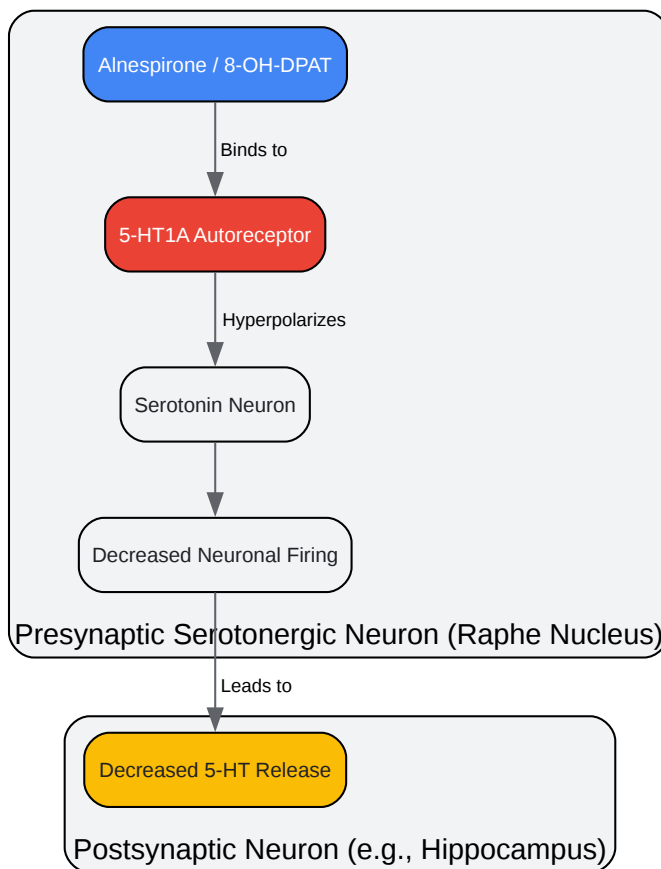 Alnespirone / 8-OH-DPAT
Binds to
5-HT1A Autoreceptor
Hyperpolarizes
Serotonin Neuron
Decreased Neuronal Firing
Presynaptic Serotonergic Neuron (Raphe Nucleus)
Leads to
Decreased 5-HT Release
Postsynaptic Neuron (e.g., Hippocampus)